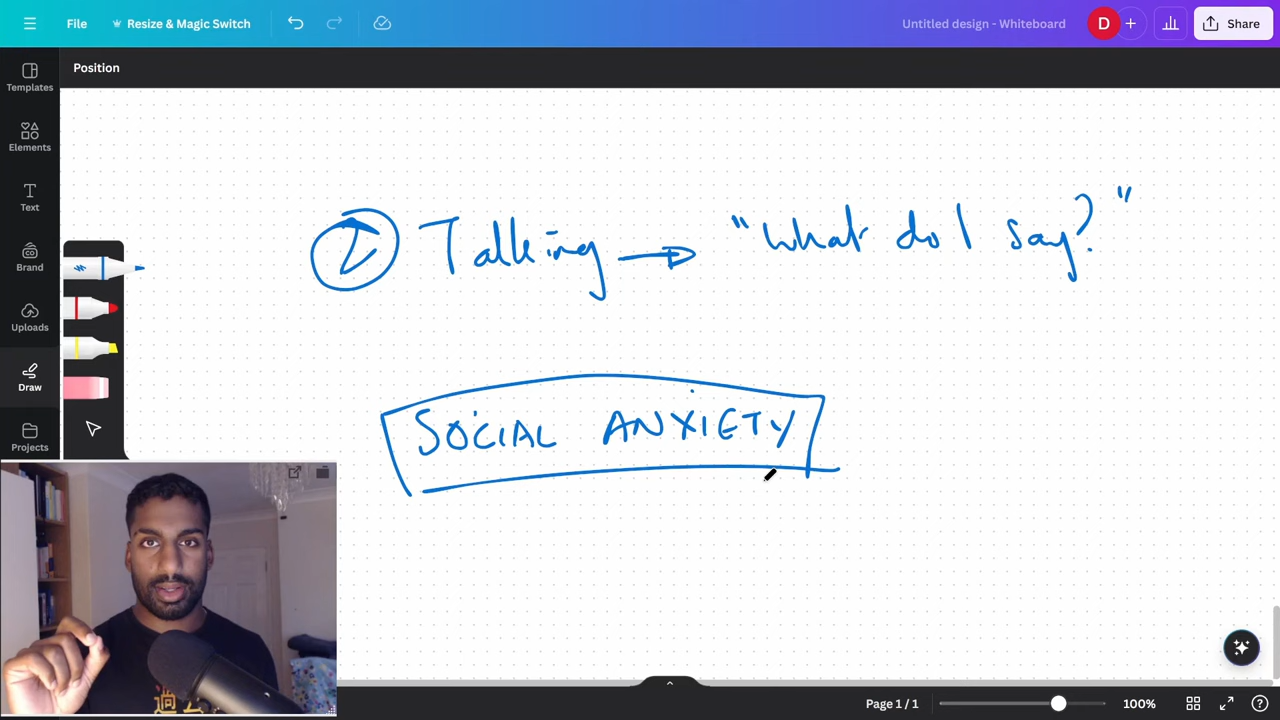 File
Resize & Magic Switch
Untitled design - Whiteboard
D
+
Share
Templates
Elements
Text
Brand
Uploads
Draw
Projects
Position
Talking → "What do I say?"
SOCIAL ANXIETY
Page 1 / 1
100%